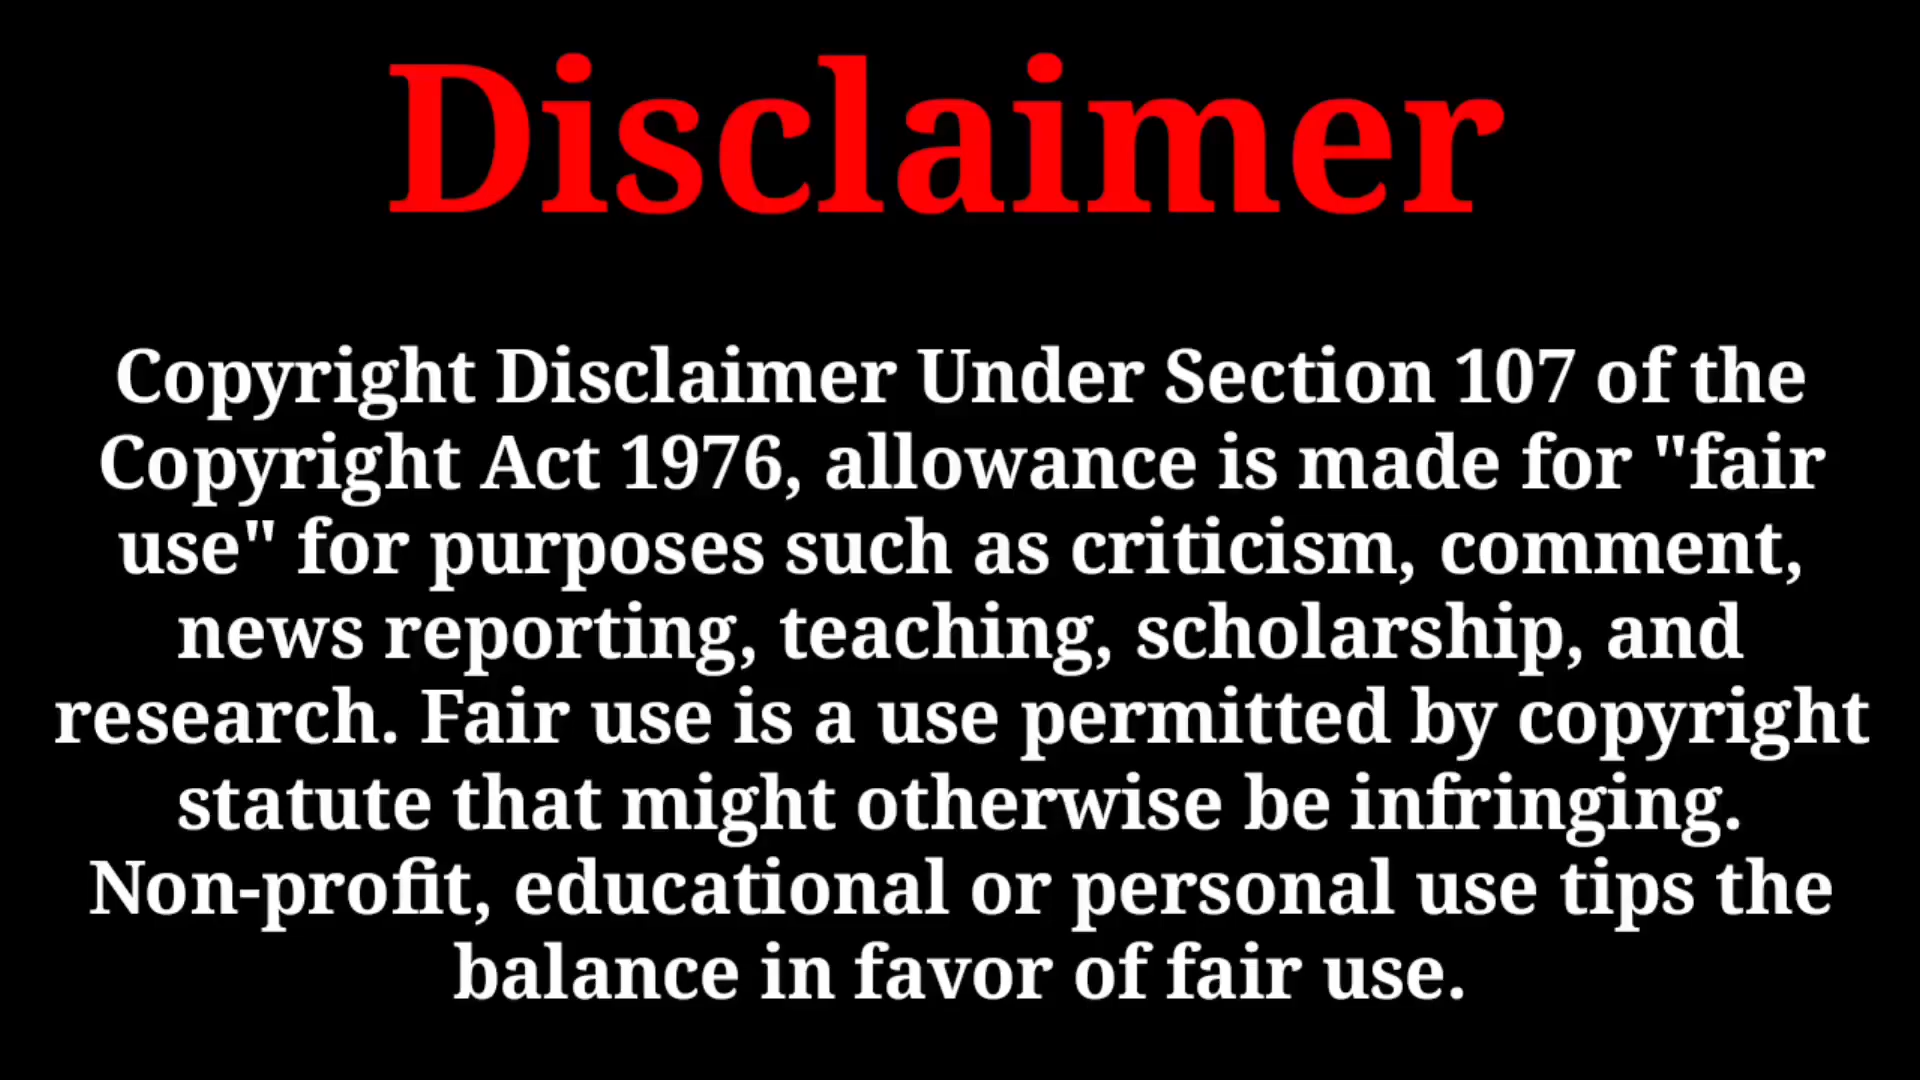 Disclaimer
Copyright Disclaimer Under Section 107 of the
Copyright Act 1976, allowance is made for "fair
use" for purposes such as criticism, comment,
news reporting, teaching, scholarship, and
research. Fair use is a use permitted by copyright
statute that might otherwise be infringing.
Non-profit, educational or personal use tips the
balance in favor of fair use.